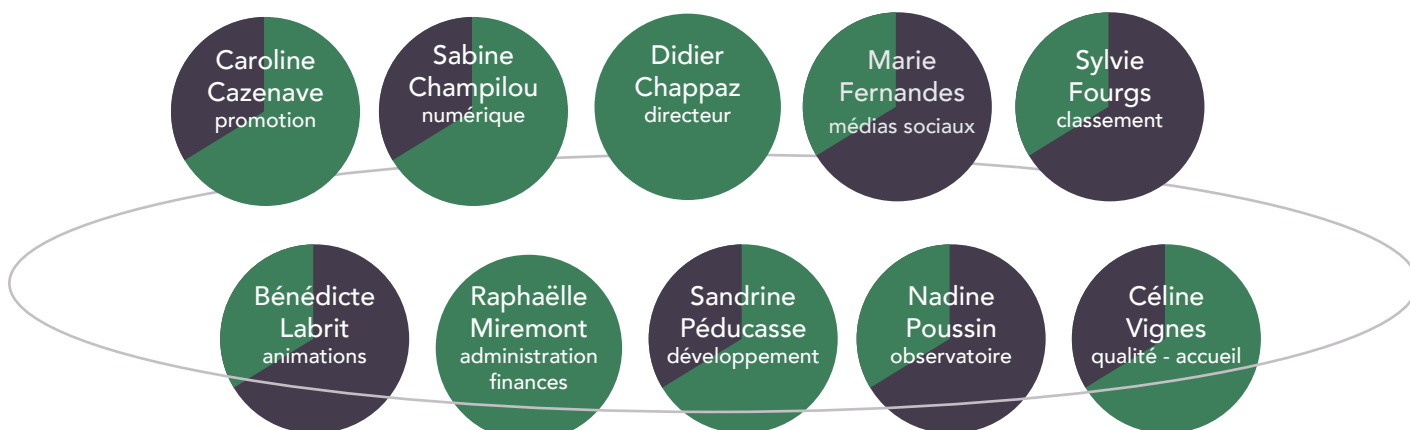 Caroline
Cazenave
promotion
Sabine
Champilou
numérique
Didier
Chappaz
directeur
Marie
Fernandes
médias sociaux
Sylvie
Fourgs
classement
Bénédicte
Labrit
animations
Raphaëlle
Miremont
administration
finances
Sandrine
Péducasse
développement
Nadine
Poussin
observatoire
Céline
Vignes
qualité - accueil